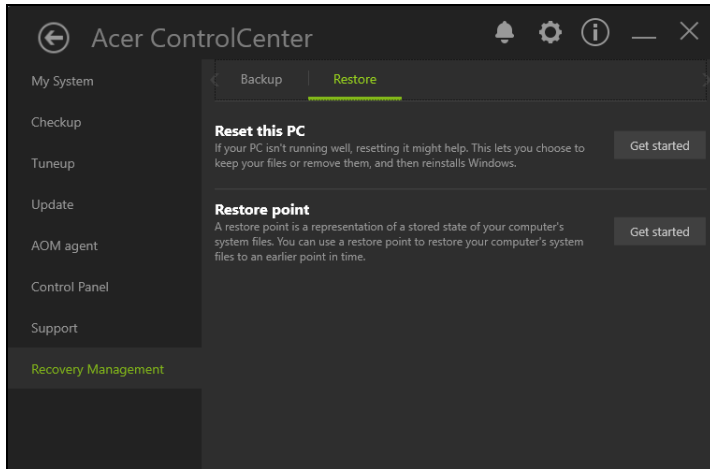 Acer ControlCenter
My System
Checkup
Tuneup
Update
AOM agent
Control Panel
Support
Recovery Management
Backup
Restore
Reset this PC
If your PC isn't running well, resetting it might help. This lets you choose to
keep your files or remove them, and then reinstalls Windows.
Get started
Restore point
A restore point is a representation of a stored state of your computer's
system files. You can use a restore point to restore your computer's system
files to an earlier point in time.
Get started